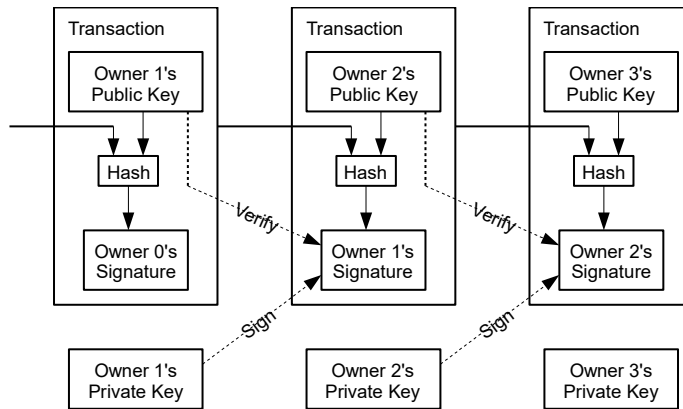 Transaction
Owner 1's
Public Key
Hash
Owner 0's
Signature
Transaction
Owner 2's
Public Key
Hash
Verify
Owner 1's
Signature
Sign
Transaction
Owner 3's
Public Key
Hash
Verify
Owner 2's
Signature
Sign
Owner 1's
Private Key
Owner 2's
Private Key
Owner 3's
Private Key